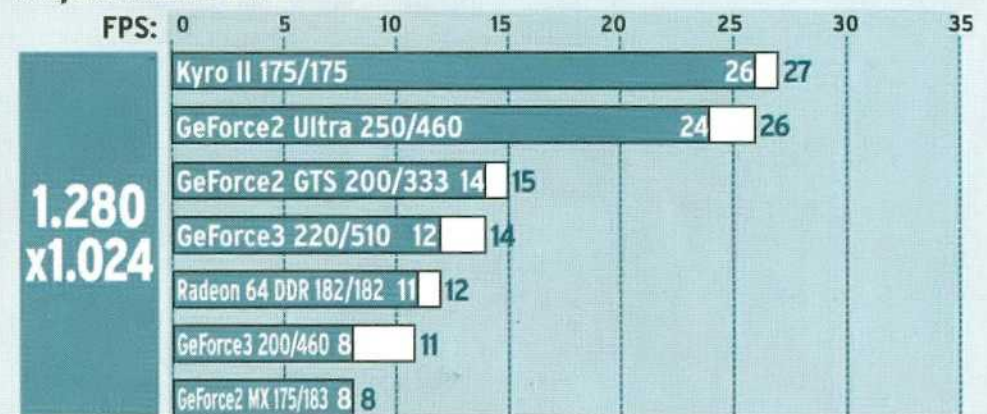 FPS: 0 5 10 15 20 25 30 35
1.280
x1.024
Kyro II 175/175 26 27
GeForce2 Ultra 250/460 24 26
GeForce2 GTS 200/333 14 15
GeForce3 220/510 12 14
Radeon 64 DDR 182/182 11 12
GeForce3 200/460 8 11
GeForce2 MX 175/183 8 8